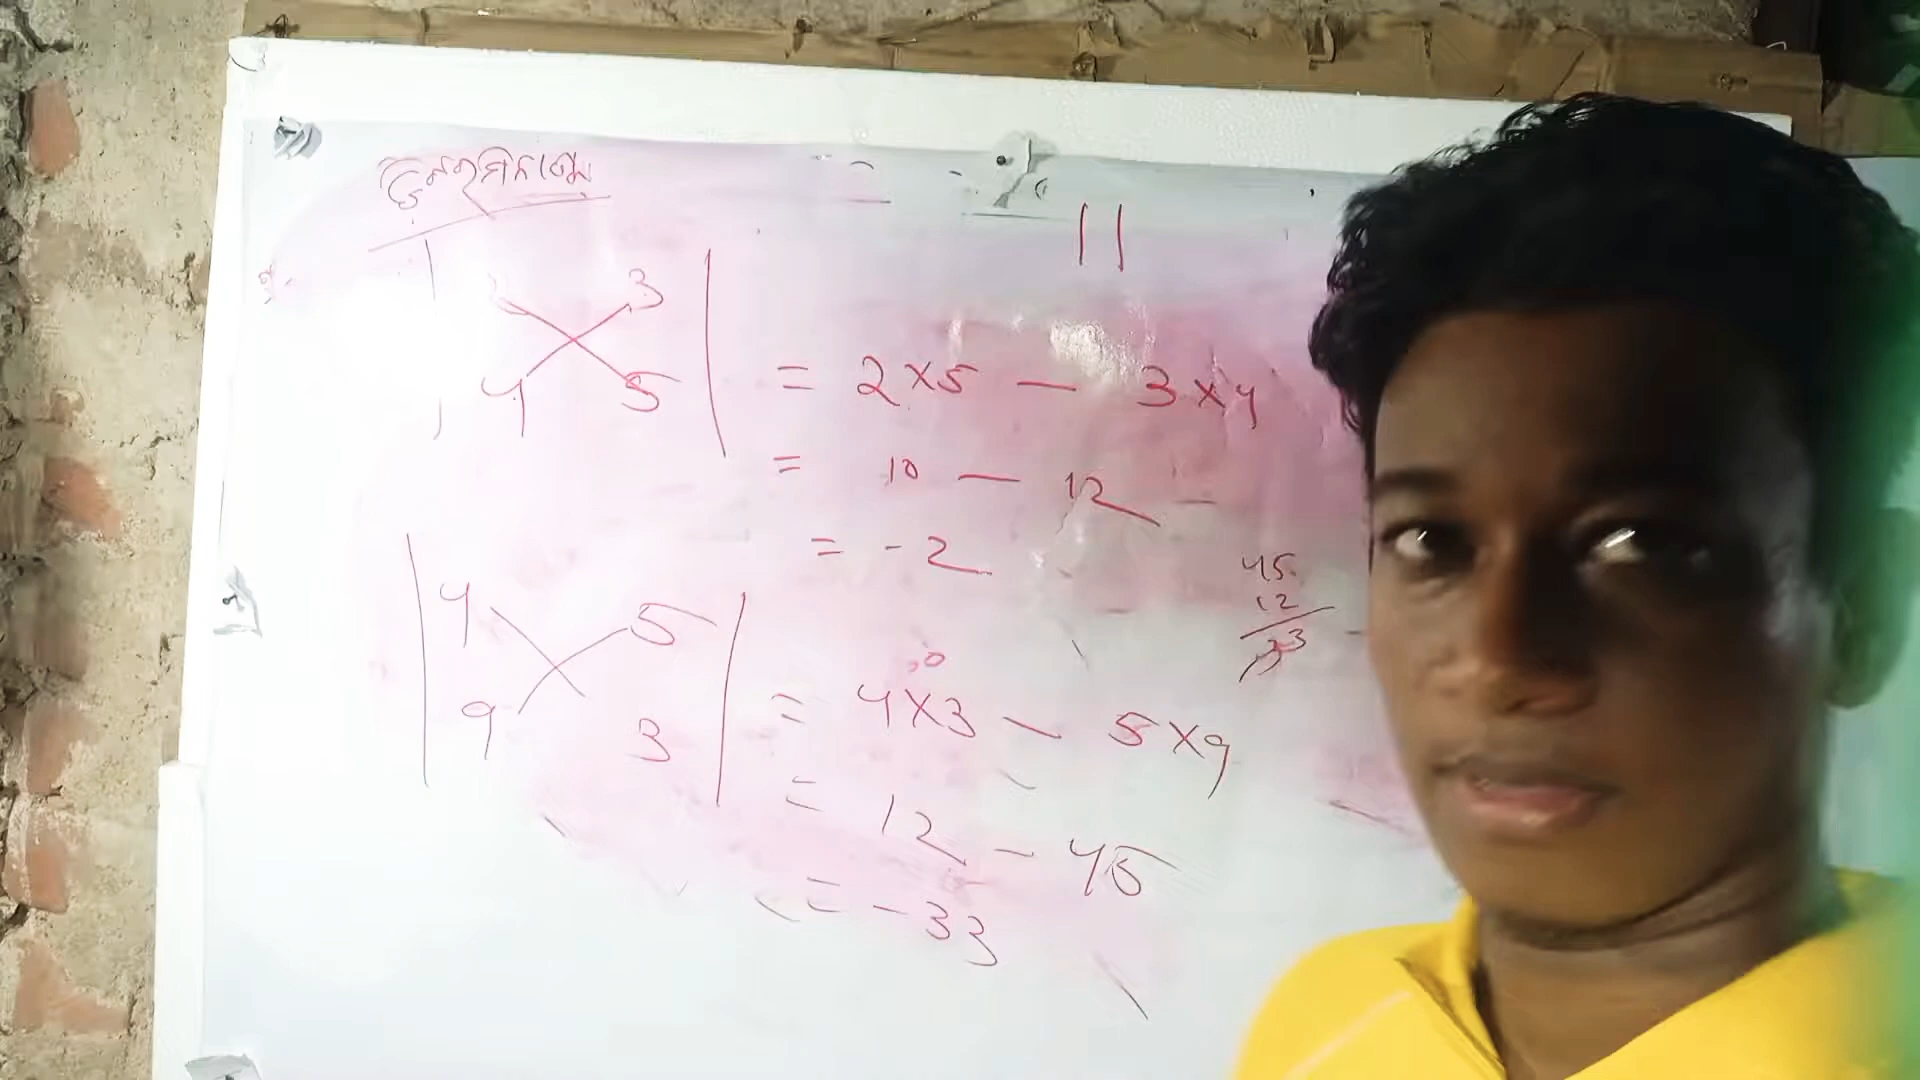 ଡିଟରମିନାଣ୍ଟ
| |
2 3
4 5
= 2 x 5 — 3 x 4
= 10 — 12
= - 2
45
12
33
4 5
9 3
= 4 x 3 — 5 x 9
= 12 — 45
= - 33